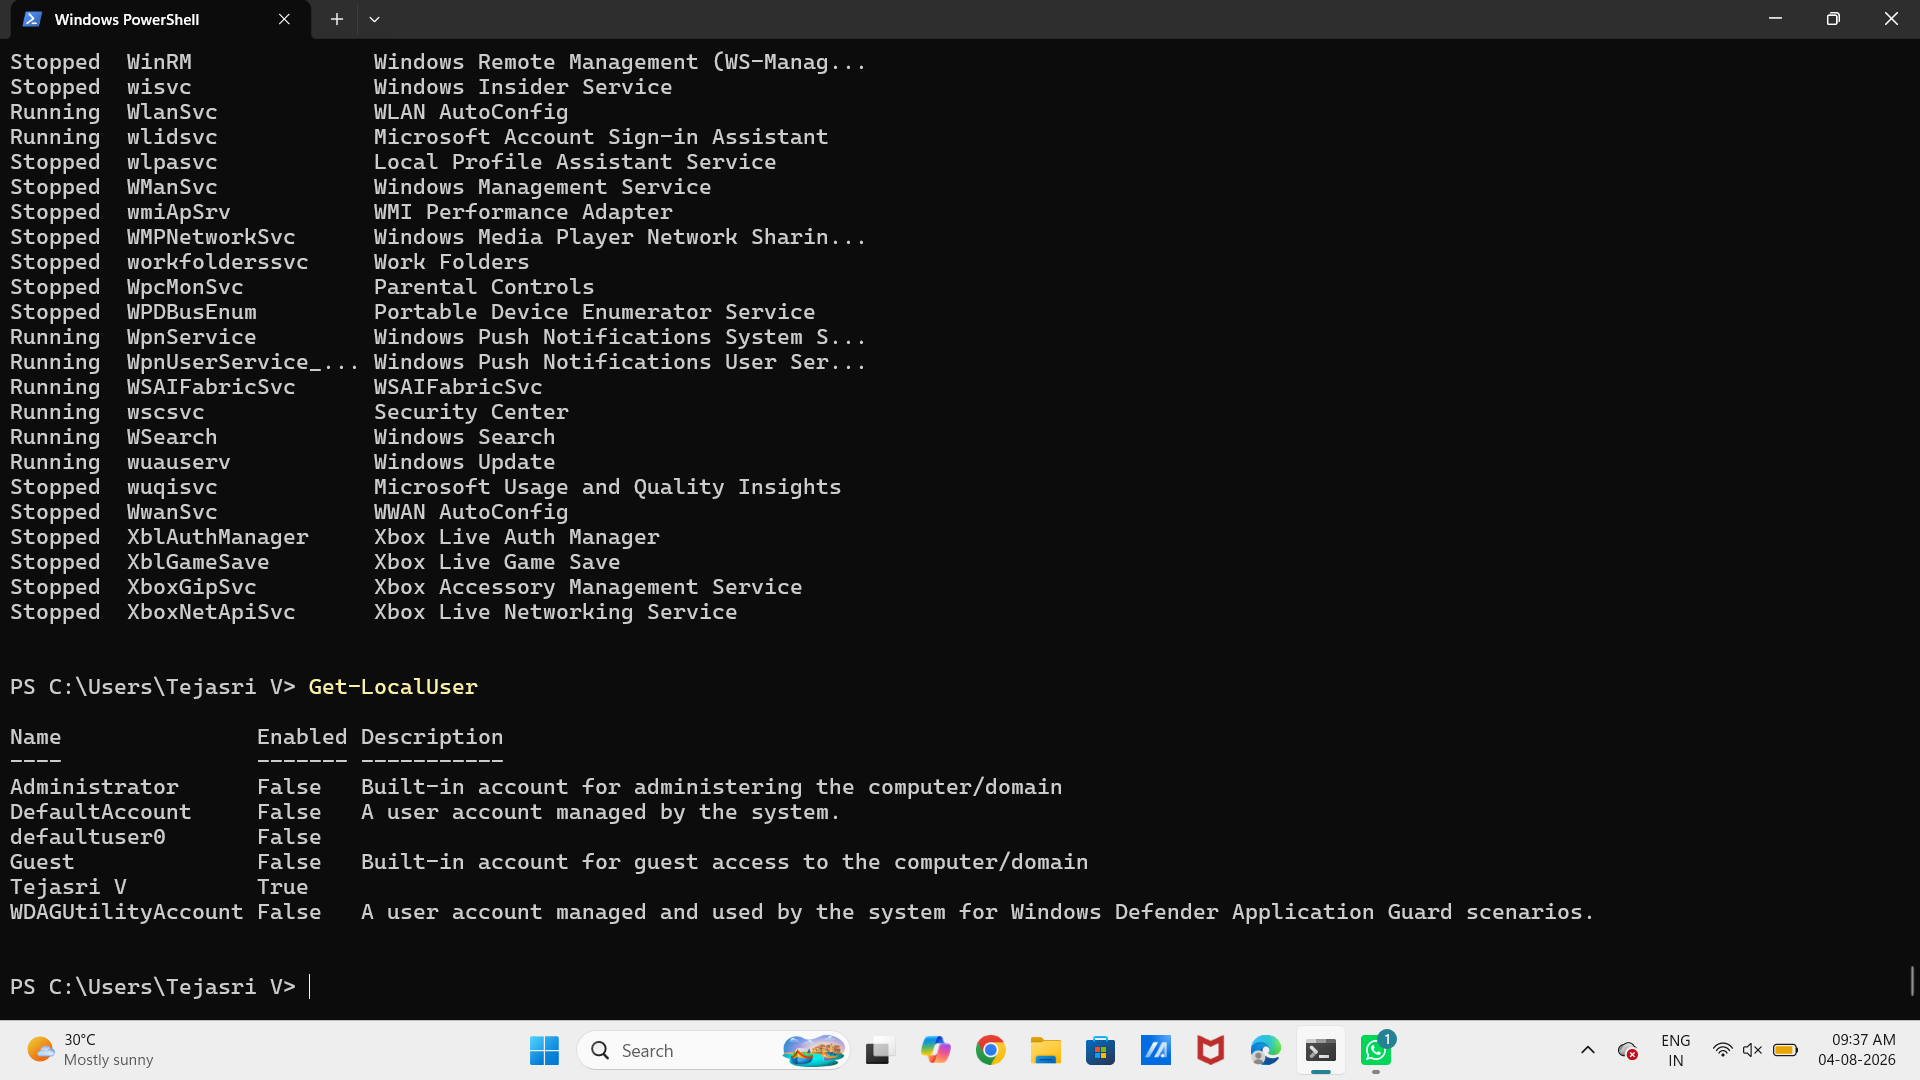 Windows PowerShell
Stopped  WinRM              Windows Remote Management (WS-Manag...
Stopped  wisvc              Windows Insider Service
Running  WlanSvc            WLAN AutoConfig
Running  wlidsvc            Microsoft Account Sign-in Assistant
Stopped  wlpasvc            Local Profile Assistant Service
Stopped  WManSvc            Windows Management Service
Stopped  wmiApSrv           WMI Performance Adapter
Stopped  WMPNetworkSvc      Windows Media Player Network Sharin...
Stopped  workfolderssvc     Work Folders
Stopped  WpcMonSvc          Parental Controls
Stopped  WPDBusEnum         Portable Device Enumerator Service
Running  WpnService         Windows Push Notifications System S...
Running  WpnUserService_... Windows Push Notifications User Ser...
Running  WSAIFabricSvc      WSAIFabricSvc
Running  wscsvc             Security Center
Running  WSearch            Windows Search
Running  wuauserv           Windows Update
Stopped  wuqisvc            Microsoft Usage and Quality Insights
Stopped  WwanSvc            WWAN AutoConfig
Stopped  XblAuthManager     Xbox Live Auth Manager
Stopped  XblGameSave        Xbox Live Game Save
Stopped  XboxGipSvc         Xbox Accessory Management Service
Stopped  XboxNetApiSvc      Xbox Live Networking Service
PS C:\Users\Tejasri V> Get-LocalUser
Name               Enabled Description
----               ------- -----------
Administrator      False   Built-in account for administering the computer/domain
DefaultAccount     False   A user account managed by the system.
defaultuser0       False
Guest              False   Built-in account for guest access to the computer/domain
Tejasri V          True
WDAGUtilityAccount False   A user account managed and used by the system for Windows Defender Application Guard scenarios.
PS C:\Users\Tejasri V>
30°C
Mostly sunny
Search
1
ENG
IN
09:37 AM
04-08-2026